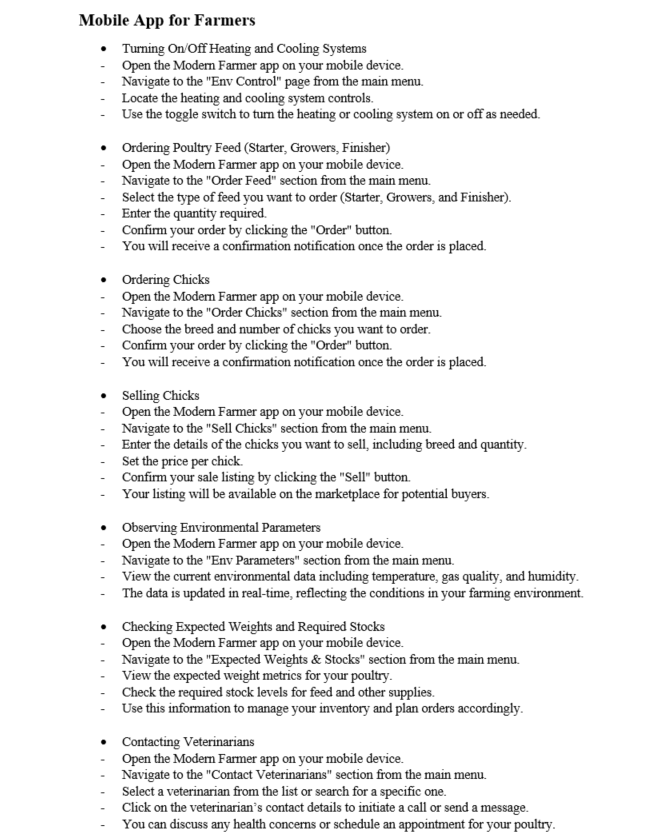 Mobile App for Farmers
• Turning On/Off Heating and Cooling Systems
- Open the Modern Farmer app on your mobile device.
- Navigate to the "Env Control" page from the main menu.
- Locate the heating and cooling system controls.
- Use the toggle switch to turn the heating or cooling system on or off as needed.
• Ordering Poultry Feed (Starter, Growers, Finisher)
- Open the Modern Farmer app on your mobile device.
- Navigate to the "Order Feed" section from the main menu.
- Select the type of feed you want to order (Starter, Growers, and Finisher).
- Enter the quantity required.
- Confirm your order by clicking the "Order" button.
- You will receive a confirmation notification once the order is placed.
• Ordering Chicks
- Open the Modern Farmer app on your mobile device.
- Navigate to the "Order Chicks" section from the main menu.
- Choose the breed and number of chicks you want to order.
- Confirm your order by clicking the "Order" button.
- You will receive a confirmation notification once the order is placed.
• Selling Chicks
- Open the Modern Farmer app on your mobile device.
- Navigate to the "Sell Chicks" section from the main menu.
- Enter the details of the chicks you want to sell, including breed and quantity.
- Set the price per chick.
- Confirm your sale listing by clicking the "Sell" button.
- Your listing will be available on the marketplace for potential buyers.
• Observing Environmental Parameters
- Open the Modern Farmer app on your mobile device.
- Navigate to the "Env Parameters" section from the main menu.
- View the current environmental data including temperature, gas quality, and humidity.
- The data is updated in real-time, reflecting the conditions in your farming environment.
• Checking Expected Weights and Required Stocks
- Open the Modern Farmer app on your mobile device.
- Navigate to the "Expected Weights & Stocks" section from the main menu.
- View the expected weight metrics for your poultry.
- Check the required stock levels for feed and other supplies.
- Use this information to manage your inventory and plan orders accordingly.
• Contacting Veterinarians
- Open the Modern Farmer app on your mobile device.
- Navigate to the "Contact Veterinarians" section from the main menu.
- Select a veterinarian from the list or search for a specific one.
- Click on the veterinarian's contact details to initiate a call or send a message.
- You can discuss any health concerns or schedule an appointment for your poultry.